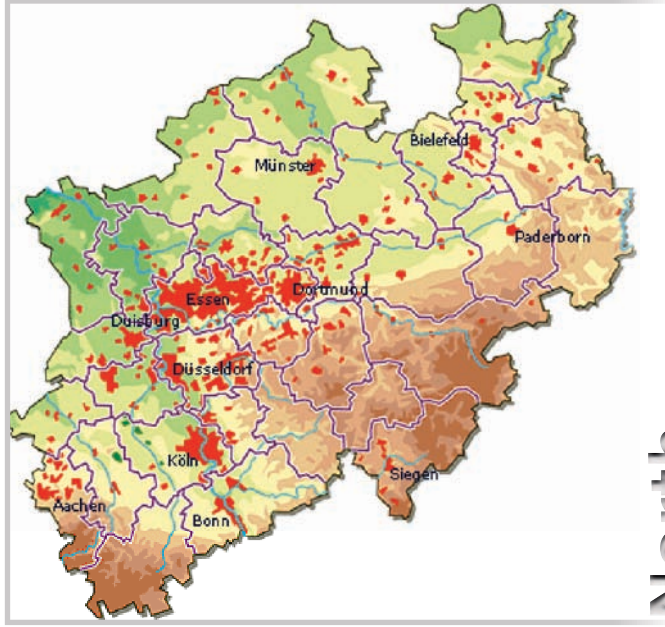 Bielefeld
Münster
Paderborn
Essen
Dortmund
Duisburg
Düsseldorf
Köln
Siegen
Aachen
Bonn
North